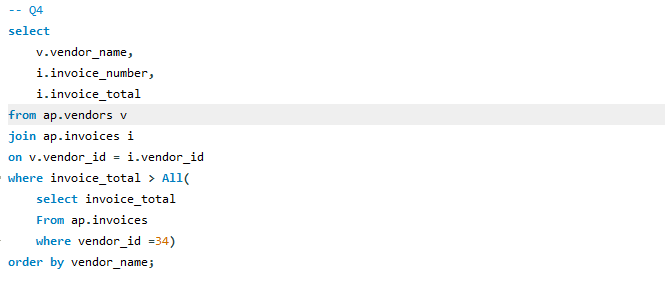 -- Q4
select
    v.vendor_name,
    i.invoice_number,
    i.invoice_total
from ap.vendors v
join ap.invoices i
on v.vendor_id = i.vendor_id
where invoice_total > All(
    select invoice_total
    From ap.invoices
    where vendor_id =34)
order by vendor_name;